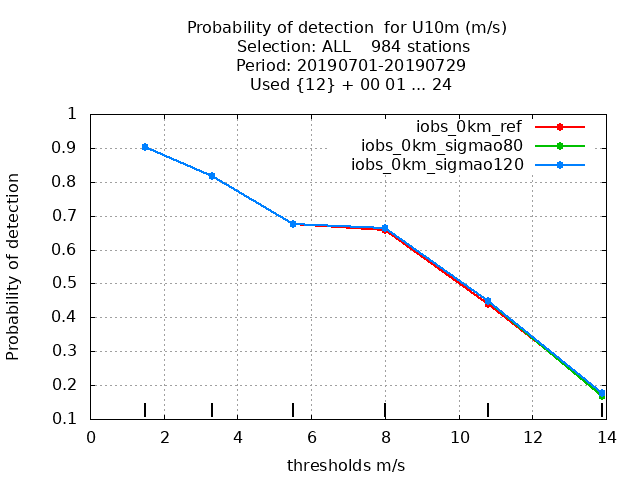 Probability of detection  for U10m (m/s)
Selection: ALL    984 stations
Period: 20190701-20190729
Used {12} + 00 01 ... 24
iobs_0km_ref
iobs_0km_sigmao80
iobs_0km_sigmao120
Probability of detection
1
0.9
0.8
0.7
0.6
0.5
0.4
0.3
0.2
0.1
0 2 4 6 8 10 12 14
thresholds m/s